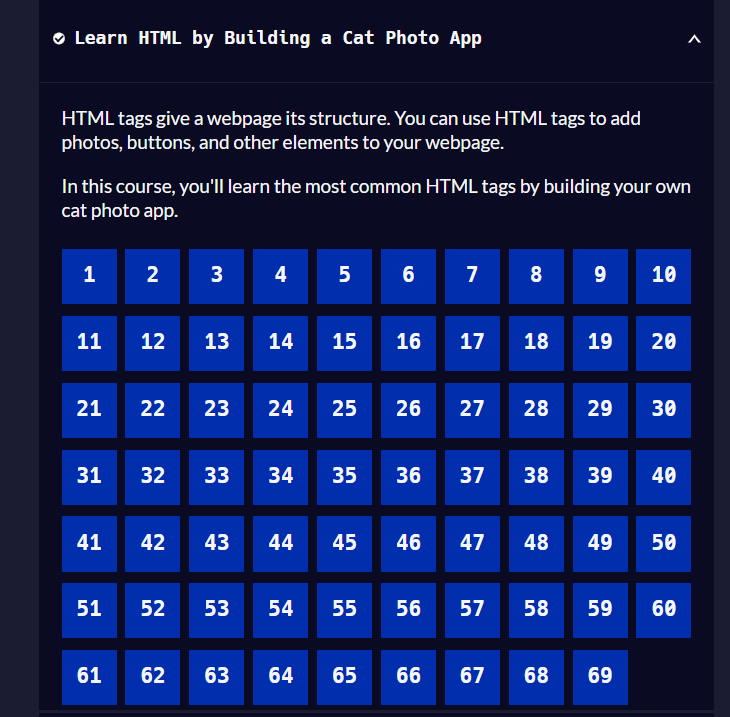 Learn HTML by Building a Cat Photo App
HTML tags give a webpage its structure. You can use HTML tags to add
photos, buttons, and other elements to your webpage.
In this course, you'll learn the most common HTML tags by building your own
cat photo app.
1 2 3 4 5 6 7 8 9 10
11 12 13 14 15 16 17 18 19 20
21 22 23 24 25 26 27 28 29 30
31 32 33 34 35 36 37 38 39 40
41 42 43 44 45 46 47 48 49 50
51 52 53 54 55 56 57 58 59 60
61 62 63 64 65 66 67 68 69